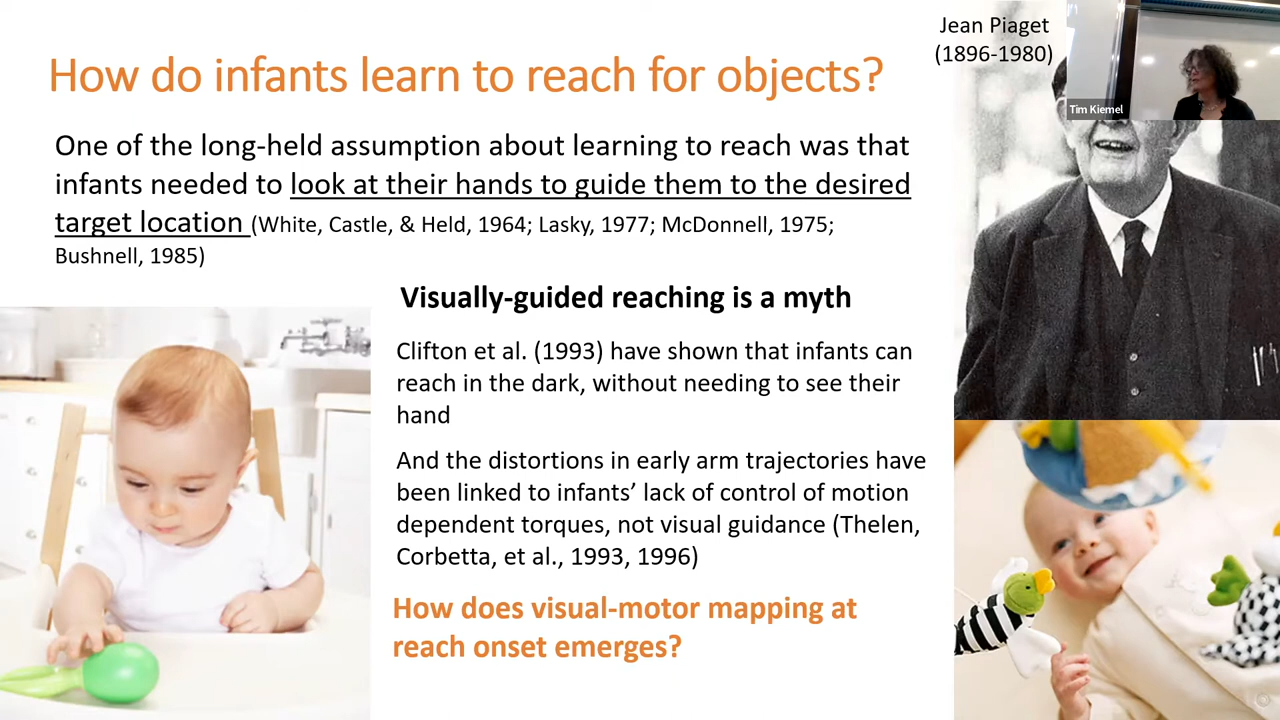 Jean Piaget
(1896-1980)
Tim Kiemel
How do infants learn to reach for objects?
One of the long-held assumption about learning to reach was that
infants needed to look at their hands to guide them to the desired
target location (White, Castle, & Held, 1964; Lasky, 1977; McDonnell, 1975;
Bushnell, 1985)
Visually-guided reaching is a myth
Clifton et al. (1993) have shown that infants can
reach in the dark, without needing to see their
hand
And the distortions in early arm trajectories have
been linked to infants’ lack of control of motion
dependent torques, not visual guidance (Thelen,
Corbetta, et al., 1993, 1996)
How does visual-motor mapping at
reach onset emerges?